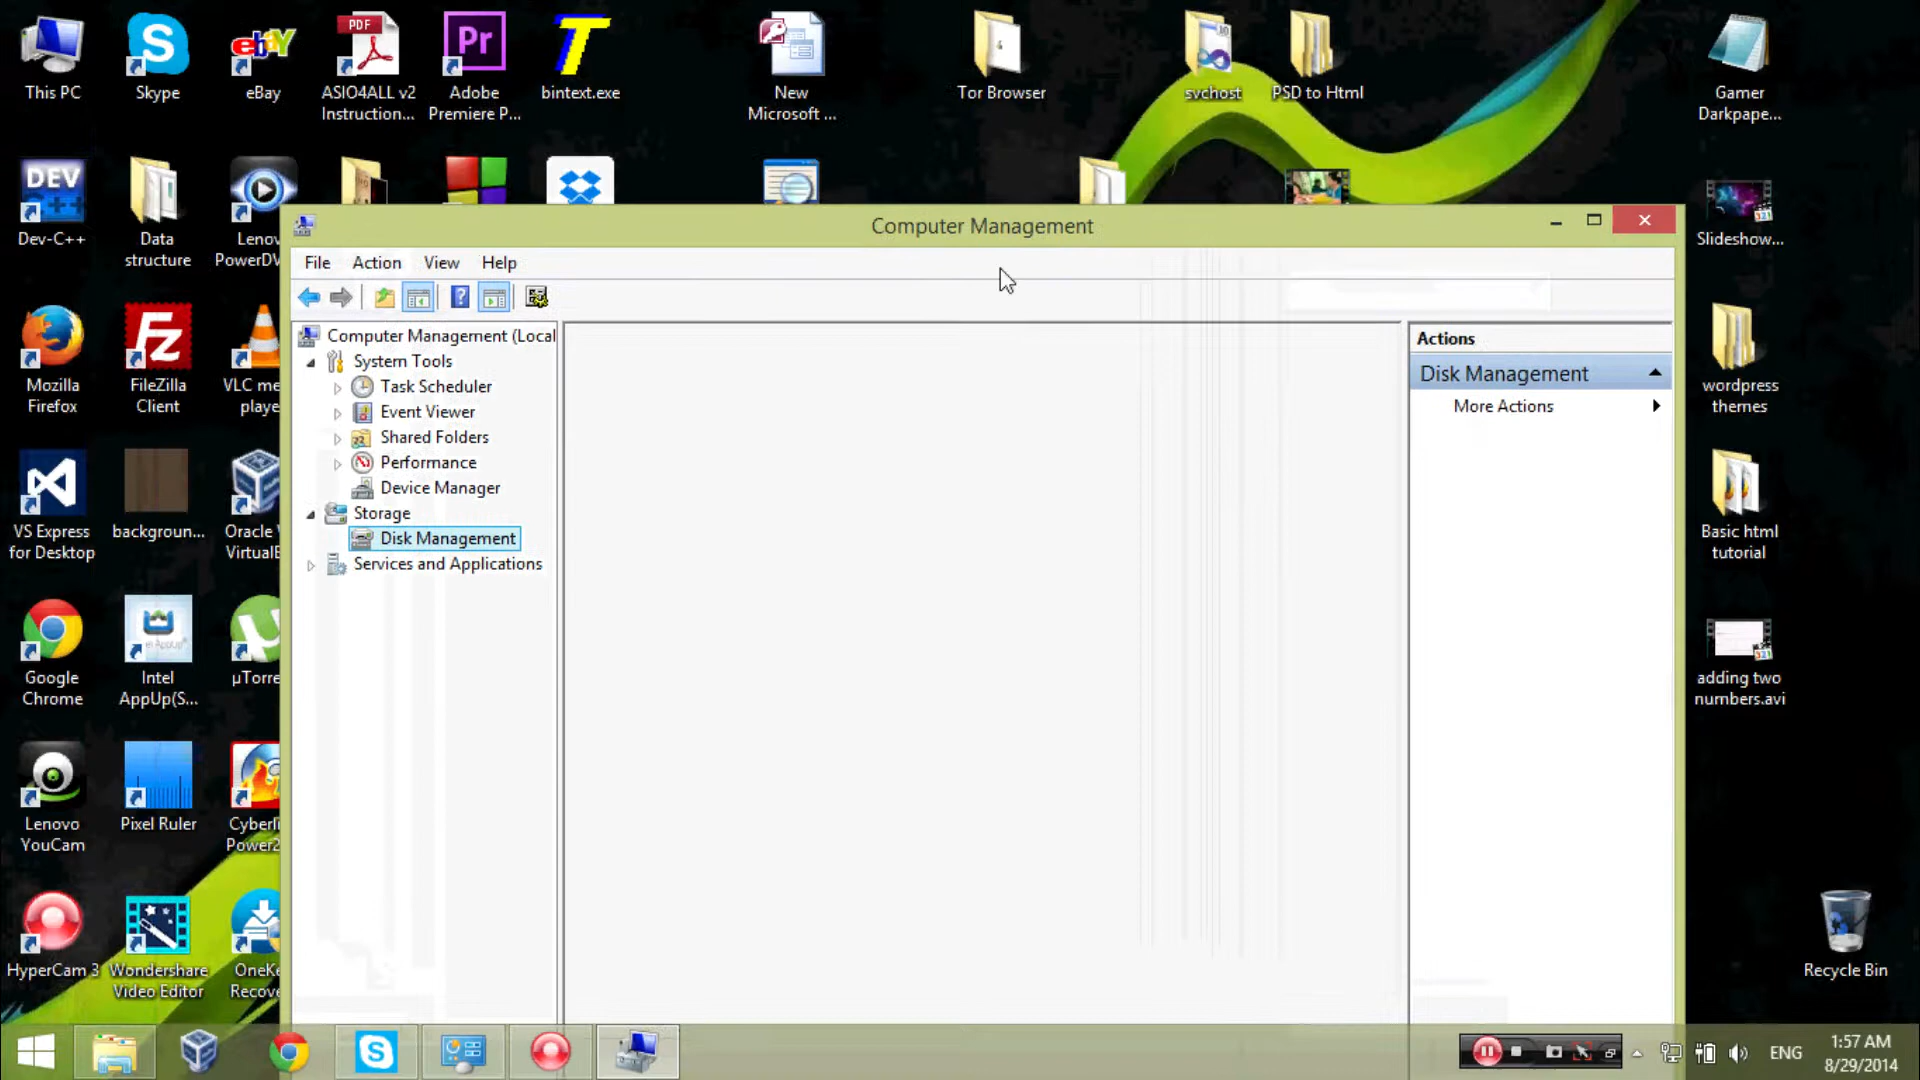 This PC
Skype
eBay
ASIO4ALL v2
Instruction...
Adobe
Premiere P...
bintext.exe
New
Microsoft ...
Tor Browser
svchost
PSD to Html
Gamer
Darkpape...
PDF
Pr
DEV
C++
Dev-C++
Data
structure
Lenov
PowerDV
Slideshow...
Computer Management
File
Action
View
Help
Computer Management (Local
System Tools
Task Scheduler
Event Viewer
Shared Folders
Performance
Device Manager
Storage
Disk Management
Services and Applications
Actions
Disk Management
More Actions
Mozilla
Firefox
FileZilla
Client
VLC me
playe
wordpress
themes
VS Express
for Desktop
backgroun...
Oracle
VirtualB
Basic html
tutorial
Google
Chrome
Intel
AppUp(S...
µTorre
adding two
numbers.avi
Lenovo
YouCam
Pixel Ruler
Cyberli
Power2
HyperCam 3
Wondershare
Video Editor
OneKe
Recove
Recycle Bin
ENG
1:57 AM
8/29/2014